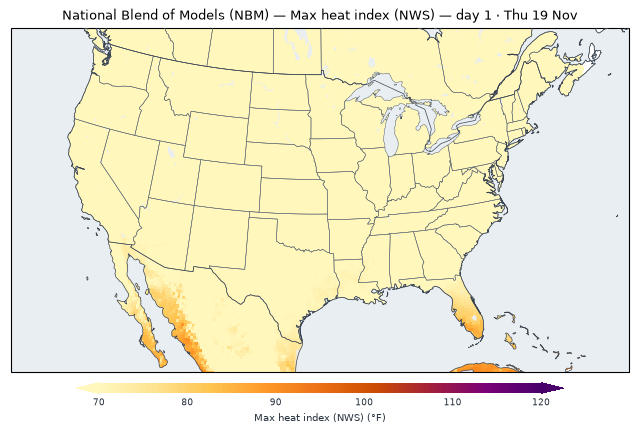 National Blend of Models (NBM) — Max heat index (NWS) — day 1 · Thu 19 Nov
70 80 90 100 110 120
Max heat index (NWS) (°F)